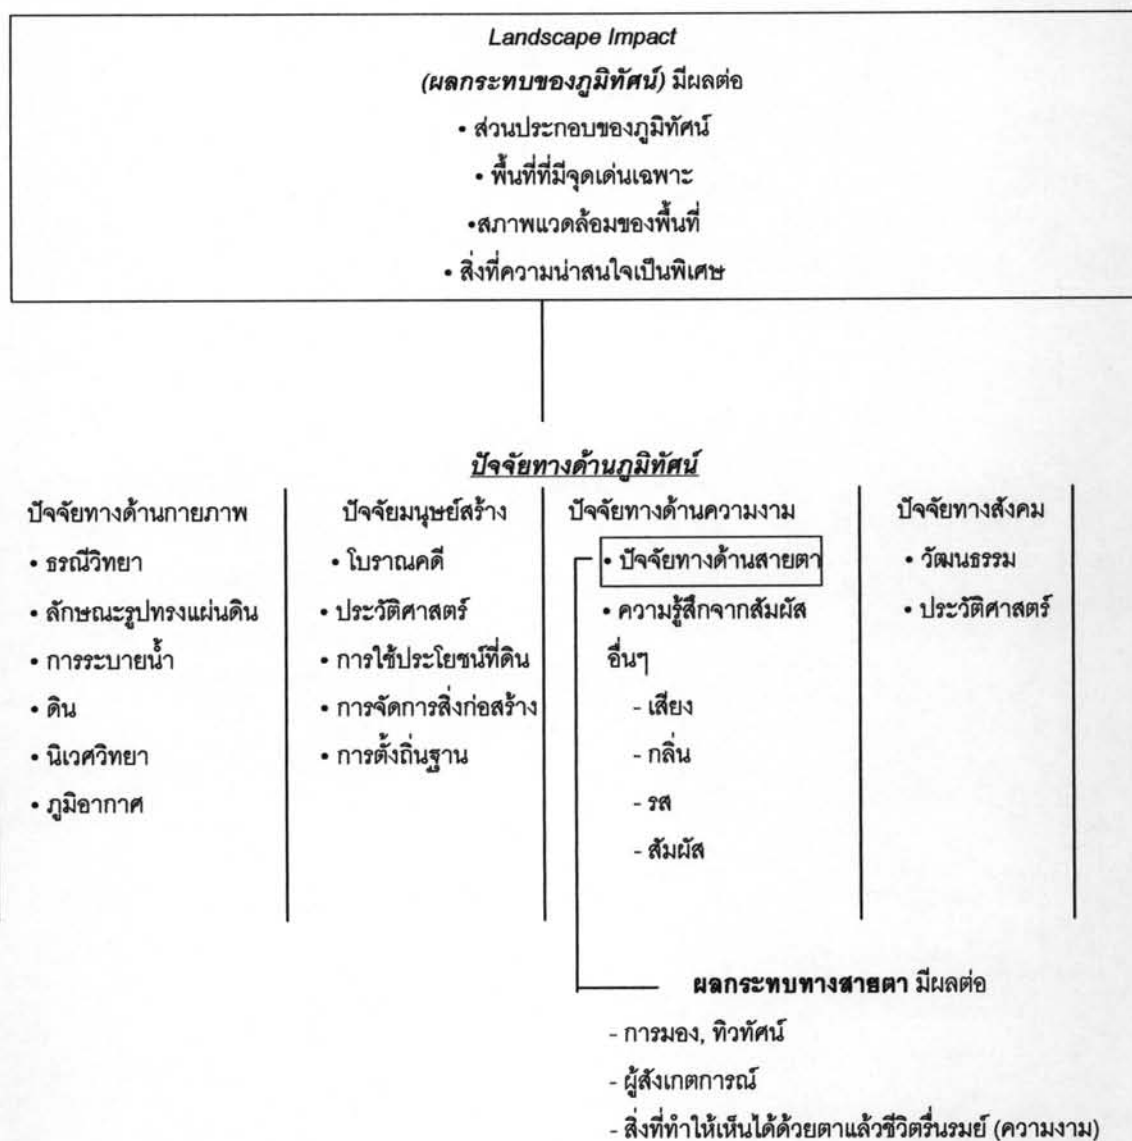 Landscape Impact
(ผลกระทบของภูมิทัศน์) มีผลต่อ
• ส่วนประกอบของภูมิทัศน์
• พื้นที่ที่มีจุดเด่นเฉพาะ
•สภาพแวดล้อมของพื้นที่
• สิ่งที่ความน่าสนใจเป็นพิเศษ
ปัจจัยทางด้านภูมิทัศน์
ปัจจัยทางด้านกายภาพ
• ธรณีวิทยา
• ลักษณะรูปทรงแผ่นดิน
• การระบายน้ำ
• ดิน
• นิเวศวิทยา
• ภูมิอากาศ
ปัจจัยมนุษย์สร้าง
• โบราณคดี
• ประวัติศาสตร์
• การใช้ประโยชน์ที่ดิน
• การจัดการสิ่งก่อสร้าง
• การตั้งถิ่นฐาน
ปัจจัยทางด้านความงาม
• ปัจจัยทางด้านสายตา
• ความรู้สึกจากสัมผัส
อื่นๆ
- เสียง
- กลิ่น
- รส
- สัมผัส
ปัจจัยทางสังคม
• วัฒนธรรม
• ประวัติศาสตร์
ผลกระทบทางสายตา มีผลต่อ
- การมอง, ทิวทัศน์
- ผู้สังเกตการณ์
- สิ่งที่ทำให้เห็นได้ด้วยตาแล้วชีวิตรื่นรมย์ (ความงาม)